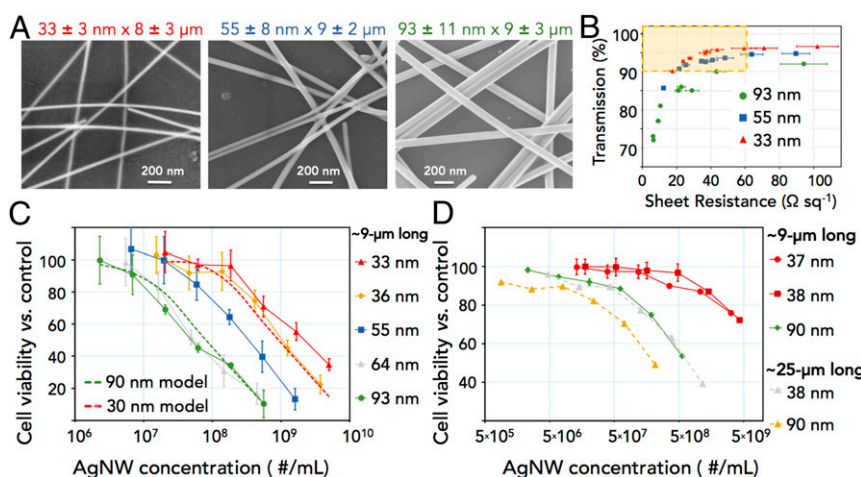 A
33 ± 3 nm x 8 ± 3 µm
55 ± 8 nm x 9 ± 2 µm
93 ± 11 nm x 9 ± 3 µm
200 nm
200 nm
200 nm
B
Transmission (%)
100
90
80
70
93 nm
55 nm
33 nm
0 20 40 60 80 100
Sheet Resistance (Ω sq⁻¹)
C
Cell viability vs. control
100
80
60
40
20
90 nm model
30 nm model
10⁶ 10⁷ 10⁸ 10⁹ 10¹⁰
AgNW concentration ( #/mL)
~9-µm long
33 nm
36 nm
55 nm
64 nm
93 nm
D
Cell viability vs. control
100
80
60
40
5×10⁵ 5×10⁶ 5×10⁷ 5×10⁸ 5×10⁹
AgNW concentration ( #/mL)
~9-µm long
37 nm
38 nm
90 nm
~25-µm long
38 nm
90 nm